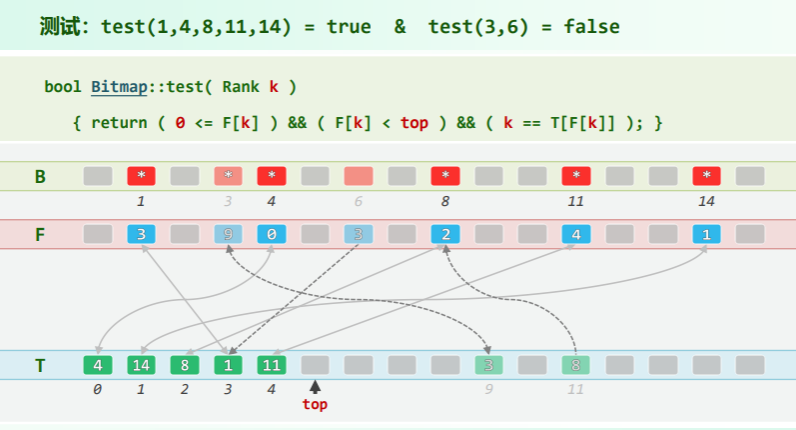 测试：test(1,4,8,11,14) = true & test(3,6) = false
bool Bitmap::test( Rank k )
{ return ( 0 <= F[k] ) && ( F[k] < top ) && ( k == T[F[k]] ); }
B * * * * * *
1 3 4 6 8 11 14
F 3 9 0 3 2 4 1
T 4 14 8 1 11 3 8
0 1 2 3 4 9 11
top